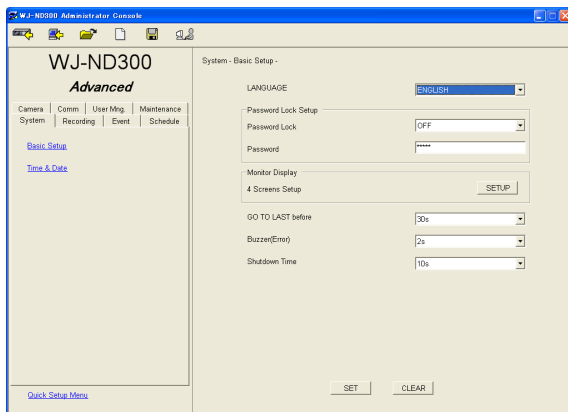 WJ-ND300 Administrator Console
WJ-ND300
Advanced
Camera
Comm
User Mng.
Maintenance
System
Recording
Event
Schedule
Basic Setup
Time & Date
Quick Setup Menu
System - Basic Setup -
LANGUAGE
ENGLISH
Password Lock Setup
Password Lock
OFF
Password
*****
Monitor Display
4 Screens Setup
SETUP
GO TO LAST before
30s
Buzzer(Error)
2s
Shutdown Time
10s
SET
CLEAR